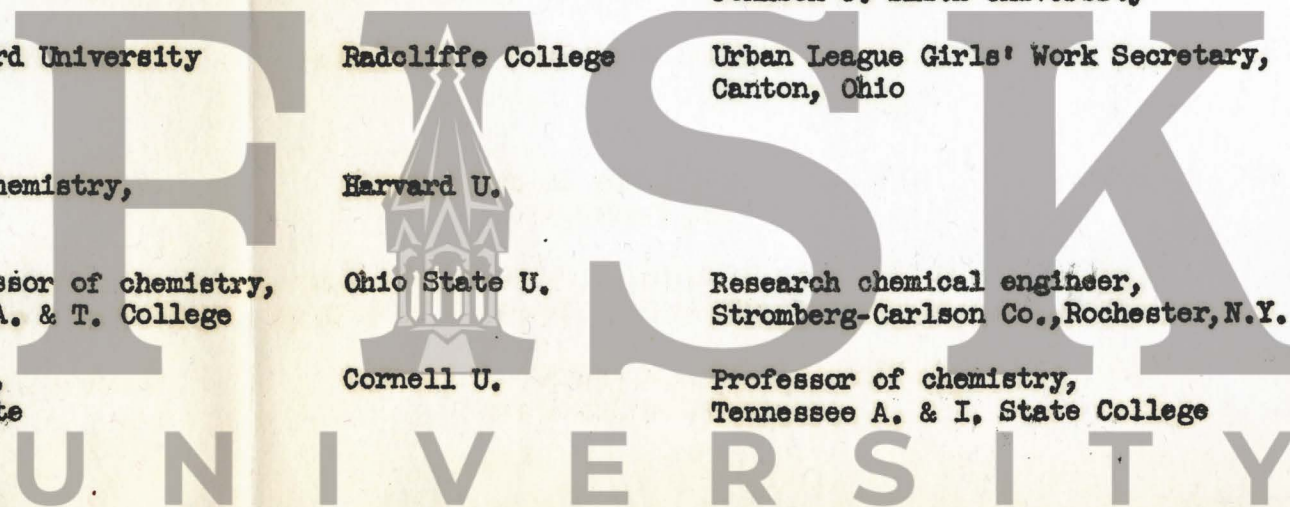 rd University Radcliffe College Urban League Girls' Work Secretary,
Canton, Ohio
hemistry, Harvard U.
ssor of chemistry, Ohio State U. Research chemical engineer,
A. & T. College Stromberg-Carlson Co.,Rochester,N.Y.
Cornell U. Professor of chemistry,
te Tennessee A. & I. State College
FISK
UNIVERSITY